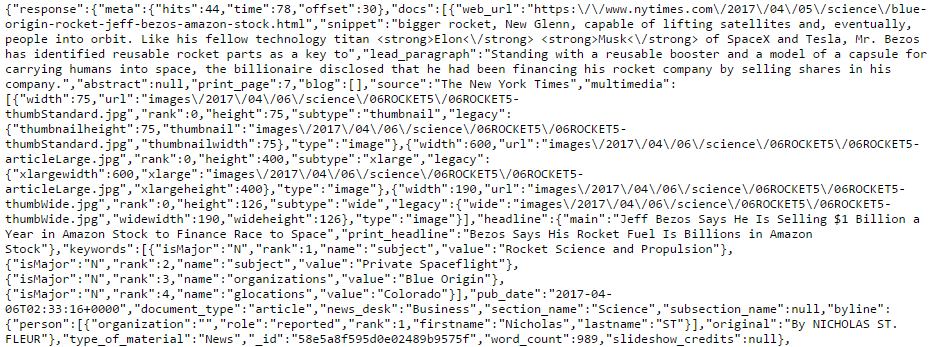 {"response":{"meta":{"hits":44,"time":78,"offset":30},"docs":[{"web_url":"https:\/\/www.nytimes.com\/2017\/04\/05\/science\/blue-
origin-rocket-jeff-bezos-amazon-stock.html","snippet":"bigger rocket, New Glenn, capable of lifting satellites and, eventually,
people into orbit. Like his fellow technology titan <strong>Elon<\/strong> <strong>Musk<\/strong> of SpaceX and Tesla, Mr. Bezos
has identified reusable rocket parts as a key to","lead_paragraph":"Standing with a reusable booster and a model of a capsule for
carrying humans into space, the billionaire disclosed that he had been financing his rocket company by selling shares in his
company.","abstract":null,"print_page":7,"blog":[],"source":"The New York Times","multimedia":
[{"width":75,"url":"images\/2017\/04\/06\/science\/06ROCKET5\/06ROCKET5-
thumbStandard.jpg","rank":0,"height":75,"subtype":"thumbnail","legacy":
{"thumbnailheight":75,"thumbnail":"images\/2017\/04\/06\/science\/06ROCKET5\/06ROCKET5-
thumbStandard.jpg","thumbnailwidth":75},"type":"image"},{"width":600,"url":"images\/2017\/04\/06\/science\/06ROCKET5\/06ROCKET5-
articleLarge.jpg","rank":0,"height":400,"subtype":"xlarge","legacy":
{"xlargewidth":600,"xlarge":"images\/2017\/04\/06\/science\/06ROCKET5\/06ROCKET5-
articleLarge.jpg","xlargeheight":400},"type":"image"},{"width":190,"url":"images\/2017\/04\/06\/science\/06ROCKET5\/06ROCKET5-
thumbWide.jpg","rank":0,"height":126,"subtype":"wide","legacy":{"wide":"images\/2017\/04\/06\/science\/06ROCKET5\/06ROCKET5-
thumbWide.jpg","widewidth":190,"wideheight":126},"type":"image"}],"headline":{"main":"Jeff Bezos Says He Is Selling $1 Billion a
Year in Amazon Stock to Finance Race to Space","print_headline":"Bezos Says His Rocket Fuel Is Billions in Amazon
Stock"},"keywords":[{"isMajor":"N","rank":1,"name":"subject","value":"Rocket Science and Propulsion"},
{"isMajor":"N","rank":2,"name":"subject","value":"Private Spaceflight"},
{"isMajor":"N","rank":3,"name":"organizations","value":"Blue Origin"},
{"isMajor":"N","rank":4,"name":"glocations","value":"Colorado"}],"pub_date":"2017-04-
06T02:33:16+0000","document_type":"article","news_desk":"Business","section_name":"Science","subsection_name":null,"byline":
{"person":[{"organization":"","role":"reported","rank":1,"firstname":"Nicholas","lastname":"ST"}],"original":"By NICHOLAS ST.
FLEUR"},"type_of_material":"News","_id":"58e5a8f595d0e02489b9575f","word_count":989,"slideshow_credits":null},